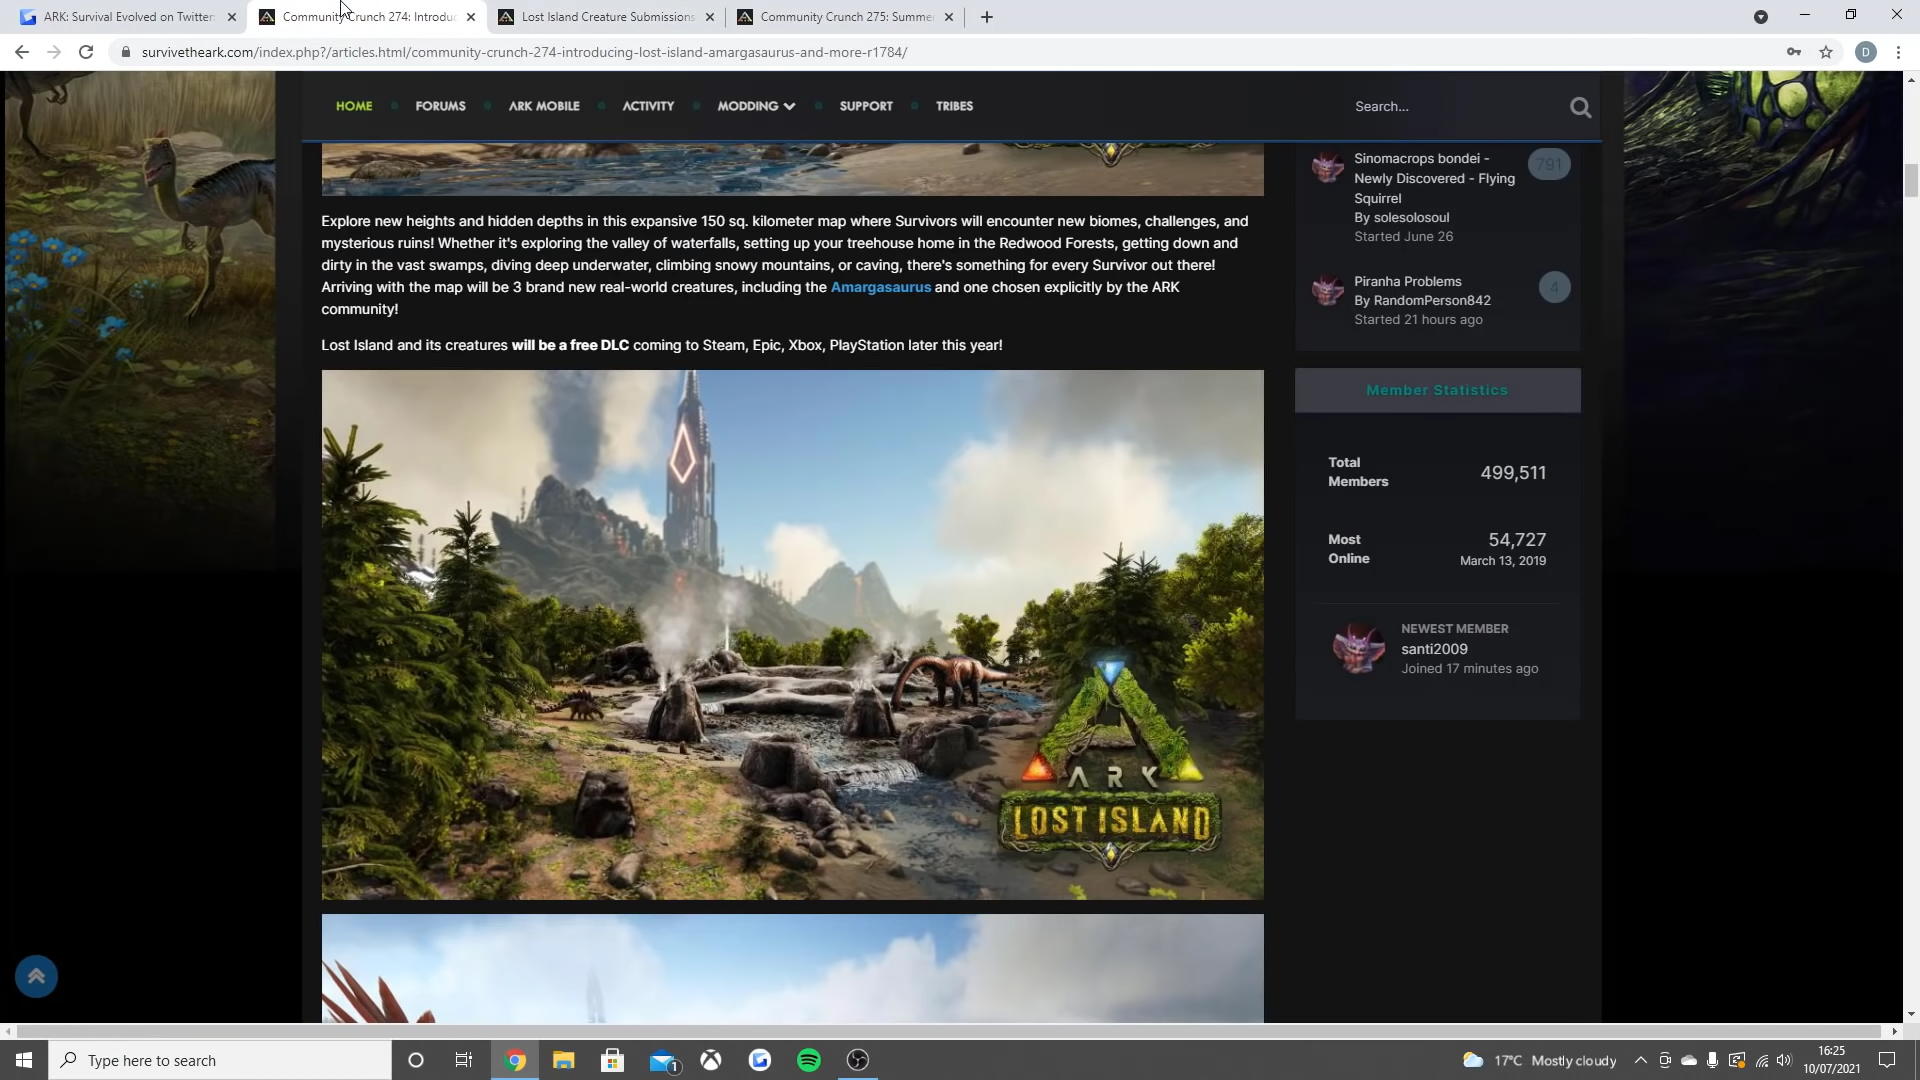 ARK: Survival Evolved on Twitter:
Community Crunch 274: Introduc
Lost Island Creature Submissions
Community Crunch 275: Summe
survivetheark.com/index.php?/articles.html/community-crunch-274-introducing-lost-island-amargasaurus-and-more-r1784/
D
HOME
FORUMS
ARK MOBILE
ACTIVITY
MODDING
SUPPORT
TRIBES
Search...
Explore new heights and hidden depths in this expansive 150 sq. kilometer map where Survivors will encounter new biomes, challenges, and
mysterious ruins! Whether it's exploring the valley of waterfalls, setting up your treehouse home in the Redwood Forests, getting down and
dirty in the vast swamps, diving deep underwater, climbing snowy mountains, or caving, there's something for every Survivor out there!
Arriving with the map will be 3 brand new real-world creatures, including the Amargasaurus and one chosen explicitly by the ARK
community!
Lost Island and its creatures will be a free DLC coming to Steam, Epic, Xbox, PlayStation later this year!
ARK
LOST ISLAND
Sinomacrops bondei -
Newly Discovered - Flying
Squirrel
By solesolosoul
Started June 26
791
Piranha Problems
By RandomPerson842
Started 21 hours ago
4
Member Statistics
Total
Members
499,511
Most
Online
54,727
March 13, 2019
NEWEST MEMBER
santi2009
Joined 17 minutes ago
Type here to search
1
17°C Mostly cloudy
16:25
10/07/2021